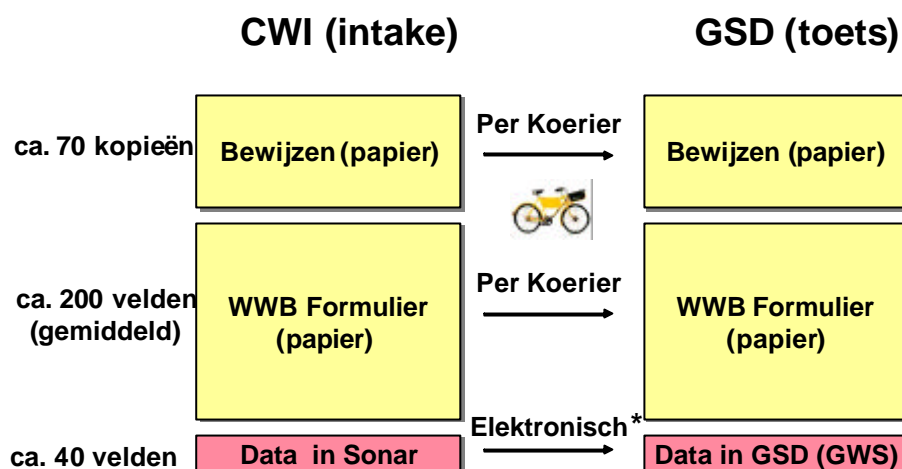 CWI (intake)
GSD (toets)
ca. 70 kopieën
Bewijzen (papier)
Per Koerier
Bewijzen (papier)
ca. 200 velden
(gemiddeld)
WWB Formulier
(papier)
Per Koerier
WWB Formulier
(papier)
ca. 40 velden
Data in Sonar
Elektronisch*
Data in GSD (GWS)